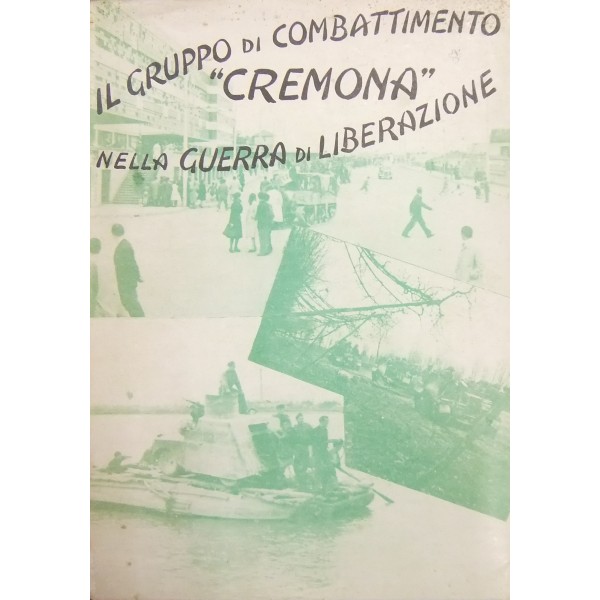 IL GRUPPO DI COMBATTIMENTO
"CREMONA"
NELLA GUERRA DI LIBERAZIONE